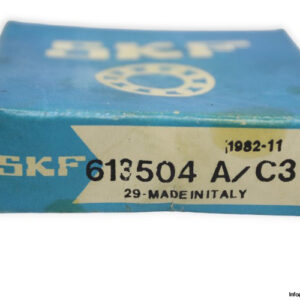 SKF
1982-11
SKF 613504 A/C3
29-MADE IN ITALY